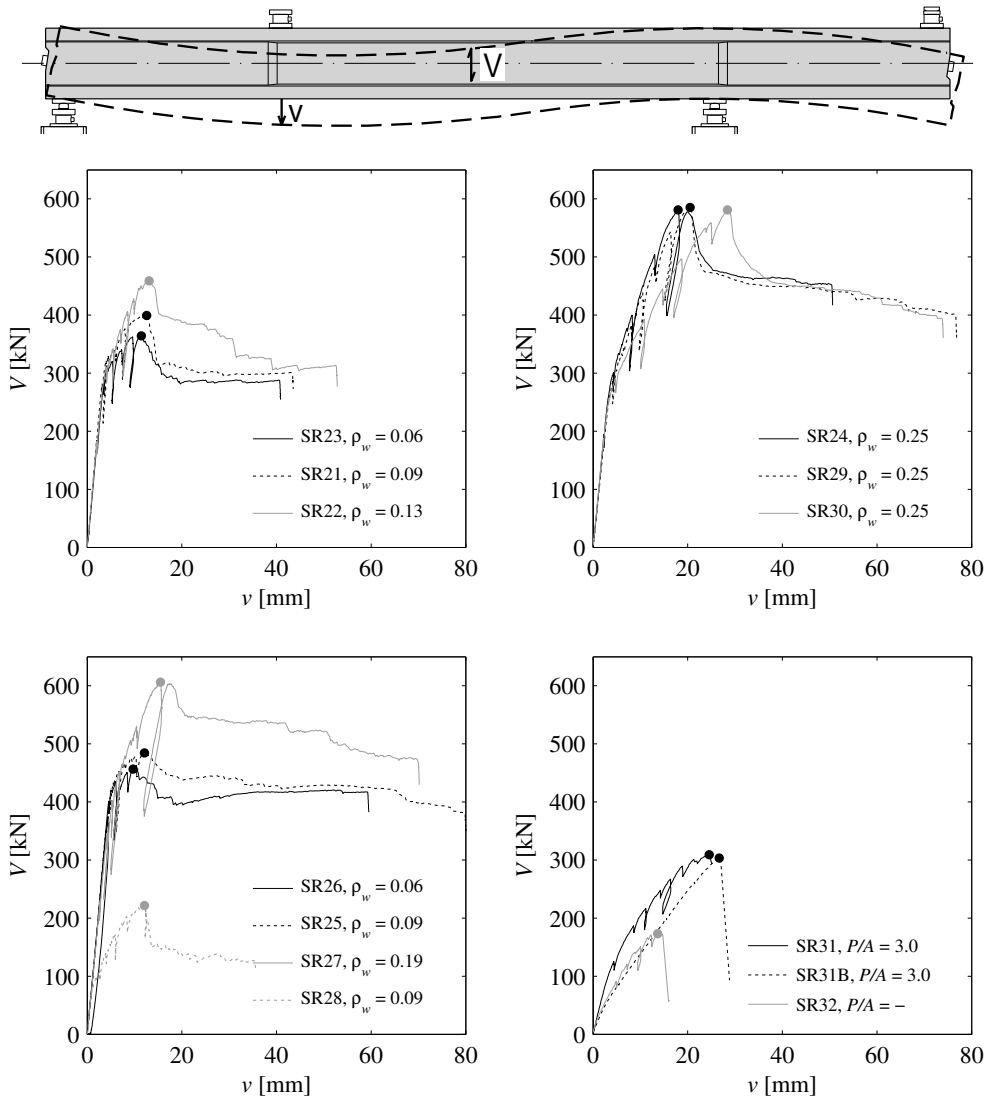 V
v
600
500
400
300
200
100
0
V [kN]
SR23, ρw = 0.06
SR21, ρw = 0.09
SR22, ρw = 0.13
0 20 40 60 80
v [mm]
600
500
400
300
200
100
0
V [kN]
SR24, ρw = 0.25
SR29, ρw = 0.25
SR30, ρw = 0.25
0 20 40 60 80
v [mm]
600
500
400
300
200
100
0
V [kN]
SR26, ρw = 0.06
SR25, ρw = 0.09
SR27, ρw = 0.19
SR28, ρw = 0.09
0 20 40 60 80
v [mm]
600
500
400
300
200
100
0
V [kN]
SR31, P/A = 3.0
SR31B, P/A = 3.0
SR32, P/A = −
0 20 40 60 80
v [mm]